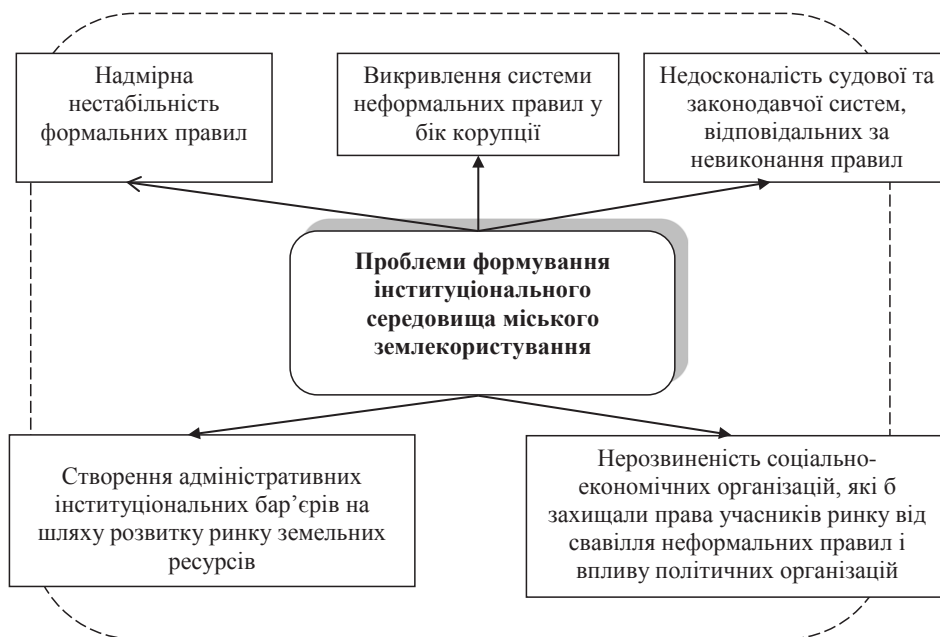 Надмірна
нестабільність
формальних правил
Викривлення системи
неформальних правил у
бік корупції
Недосконалість судової та
законодавчої систем,
відповідальних за
невиконання правил
Проблеми формування
інституціонального
середовища міського
землекористування
Створення адміністративних
інституціональних бар’єрів на
шляху розвитку ринку земельних
ресурсів
Нерозвиненість соціально-
економічних організацій, які б
захищали права учасників ринку від
свавілля неформальних правил і
впливу політичних організацій